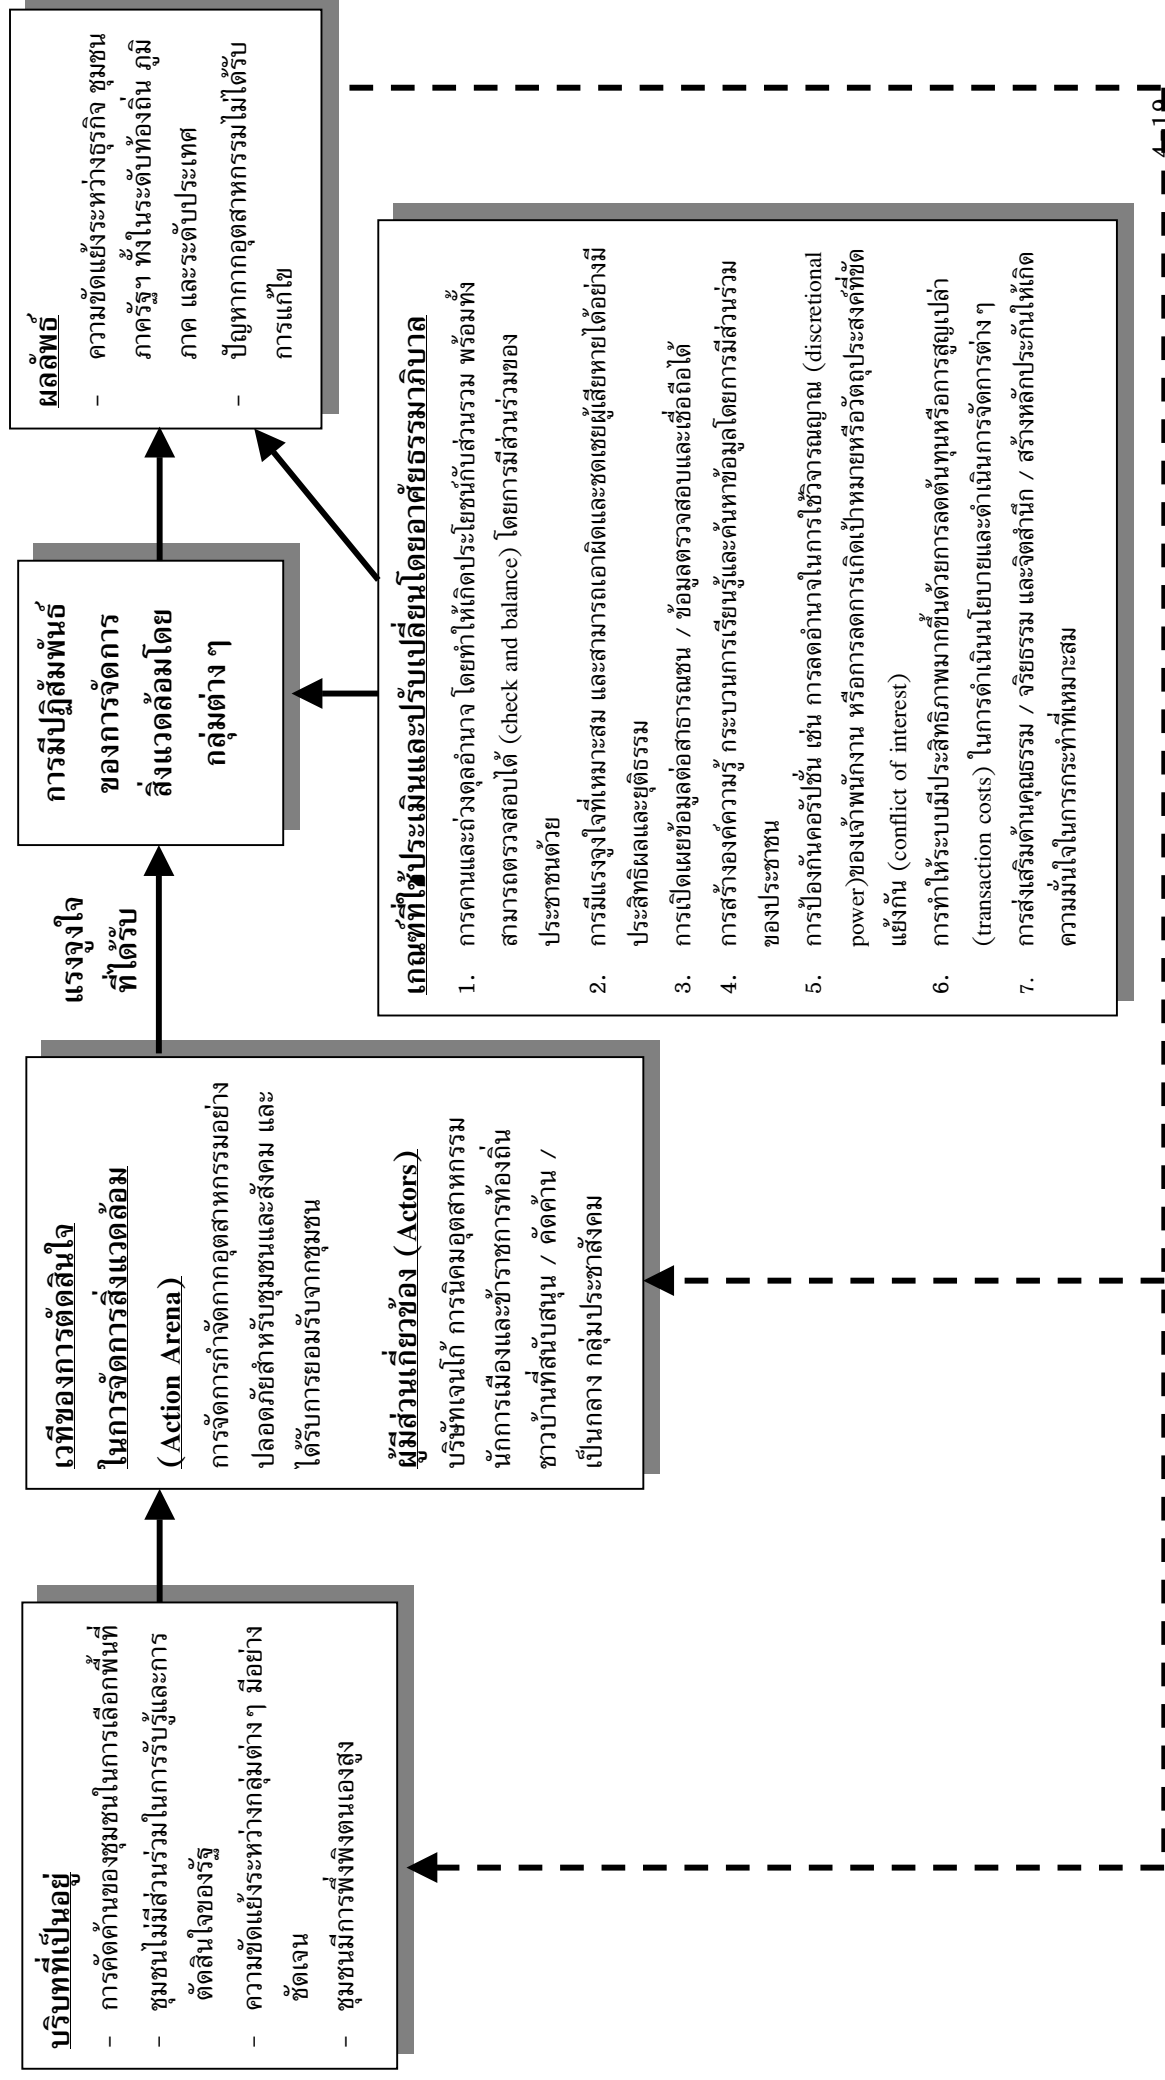 บริบทที่เป็นอยู่
- การคัดค้านของชุมชนในการเลือกพื้นที่
- ชุมชนไม่มีส่วนร่วมในการรับรู้และการ
ตัดสินใจของรัฐ
- ความขัดแย้งระหว่างกลุ่มต่างๆ มีอย่าง
ชัดเจน
- ชุมชนมีการพึ่งพิงตนเองสูง
เวทีของการตัดสินใจ
ในการจัดการสิ่งแวดล้อม
(Action Arena)
การจัดการกำจัดกากอุตสาหกรรมอย่าง
ปลอดภัยสำหรับชุมชนและสังคม และ
ได้รับการยอมรับจากชุมชน
ผู้มีส่วนเกี่ยวข้อง (Actors)
บริษัทเจนโก้ การนิคมอุตสาหกรรม
นักการเมืองและข้าราชการท้องถิ่น
ชาวบ้านที่สนับสนุน / คัดค้าน /
เป็นกลาง กลุ่มประชาสังคม
แรงจูงใจ
ที่ได้รับ
การมีปฏิสัมพันธ์
ของการจัดการ
สิ่งแวดล้อมโดย
กลุ่มต่างๆ
ผลลัพธ์
- ความขัดแย้งระหว่างธุรกิจ ชุมชน
ภาครัฐฯ ทั้งในระดับท้องถิ่น ภูมิ
ภาค และระดับประเทศ
- ปัญหากากอุตสาหกรรมไม่ได้รับ
การแก้ไข
เกณฑ์ที่ใช้ประเมินและปรับเปลี่ยนโดยอาศัยธรรมาภิบาล
1. การคานและถ่วงดุลอำนาจ โดยทำให้เกิดประโยชน์กับส่วนรวม พร้อมทั้ง
สามารถตรวจสอบได้ (check and balance) โดยการมีส่วนร่วมของ
ประชาชนด้วย
2. การมีแรงจูงใจที่เหมาะสม และสามารถเอาผิดและชดเชยผู้เสียหายได้อย่างมี
ประสิทธิผลและยุติธรรม
3. การเปิดเผยข้อมูลต่อสาธารณชน / ข้อมูลตรวจสอบและเชื่อถือได้
4. การสร้างองค์ความรู้ กระบวนการเรียนรู้และค้นหาข้อมูลโดยการมีส่วนร่วม
ของประชาชน
5. การป้องกันคอรัปชั่น เช่น การลดอำนาจในการใช้วิจารณญาณ (discretional
power)ของเจ้าพนักงาน หรือการลดการเกิดเป้าหมายหรือวัตถุประสงค์ที่ขัด
แย้งกัน (conflict of interest)
6. การทำให้ระบบมีประสิทธิภาพมากขึ้นด้วยการลดต้นทุนหรือการสูญเปล่า
(transaction costs) ในการดำเนินนโยบายและดำเนินการจัดการต่างๆ
7. การส่งเสริมด้านคุณธรรม / จริยธรรม และจิตสำนึก / สร้างหลักประกันให้เกิด
ความมั่นใจในการกระทำที่เหมาะสม
4-19